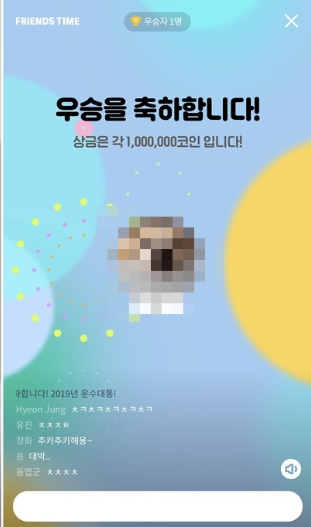 FRIENDS TIME
우승자 1명
우승을 축하합니다!
상금은 각 1,000,000코인 입니다!
합니다! 2019년 운수대통!
Hyeon Jung ㅊㅋㅊㅋㅊㅋㅊㅋㅊㅋ
유진 ㅊㅊㅊㅌ
정화 추카추카해용~
곰 대박..
동엽군 ㅊㅊㅊㅊ